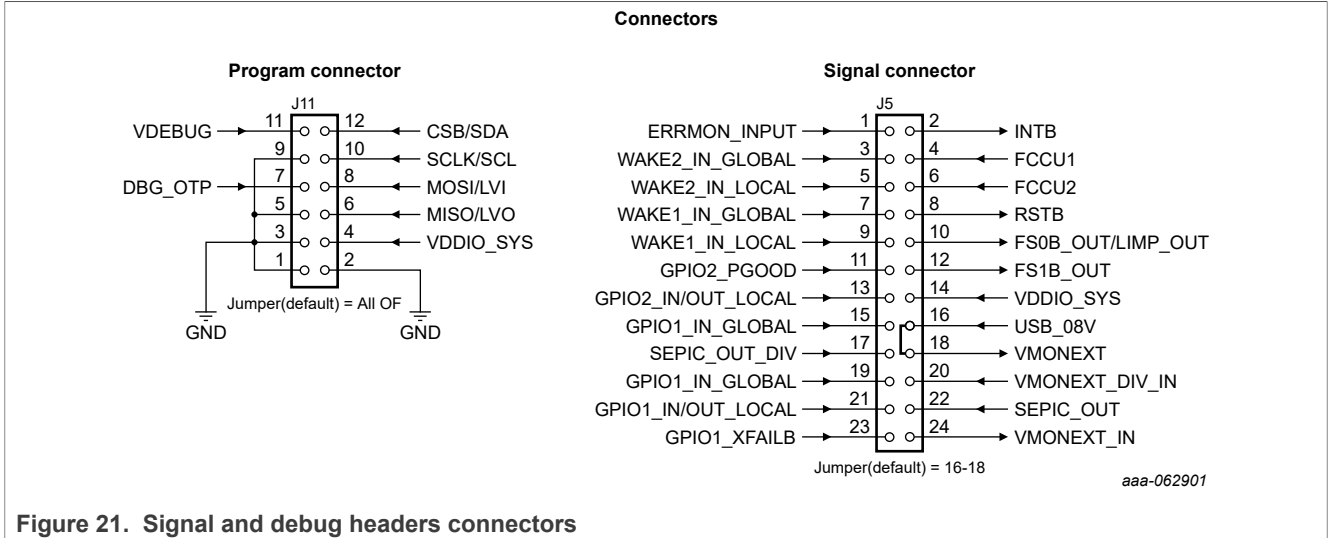 Connectors
Program connector
J11
VDEBUG 11 12 CSB/SDA
9 10 SCLK/SCL
DBG_OTP 7 8 MOSI/LVI
5 6 MISO/LVO
3 4 VDDIO_SYS
1 2
Jumper(default) = All OF
GND GND
Signal connector
J5
ERRMON_INPUT 1 2 INTB
WAKE2_IN_GLOBAL 3 4 FCCU1
WAKE2_IN_LOCAL 5 6 FCCU2
WAKE1_IN_GLOBAL 7 8 RSTB
WAKE1_IN_LOCAL 9 10 FS0B_OUT/LIMP_OUT
GPIO2_PGOOD 11 12 FS1B_OUT
GPIO2_IN/OUT_LOCAL 13 14 VDDIO_SYS
GPIO1_IN_GLOBAL 15 16 USB_08V
SEPIC_OUT_DIV 17 18 VMONEXT
GPIO1_IN_GLOBAL 19 20 VMONEXT_DIV_IN
GPIO1_IN/OUT_LOCAL 21 22 SEPIC_OUT
GPIO1_XFAILB 23 24 VMONEXT_IN
Jumper(default) = 16-18
aaa-062901
Figure 21. Signal and debug headers connectors